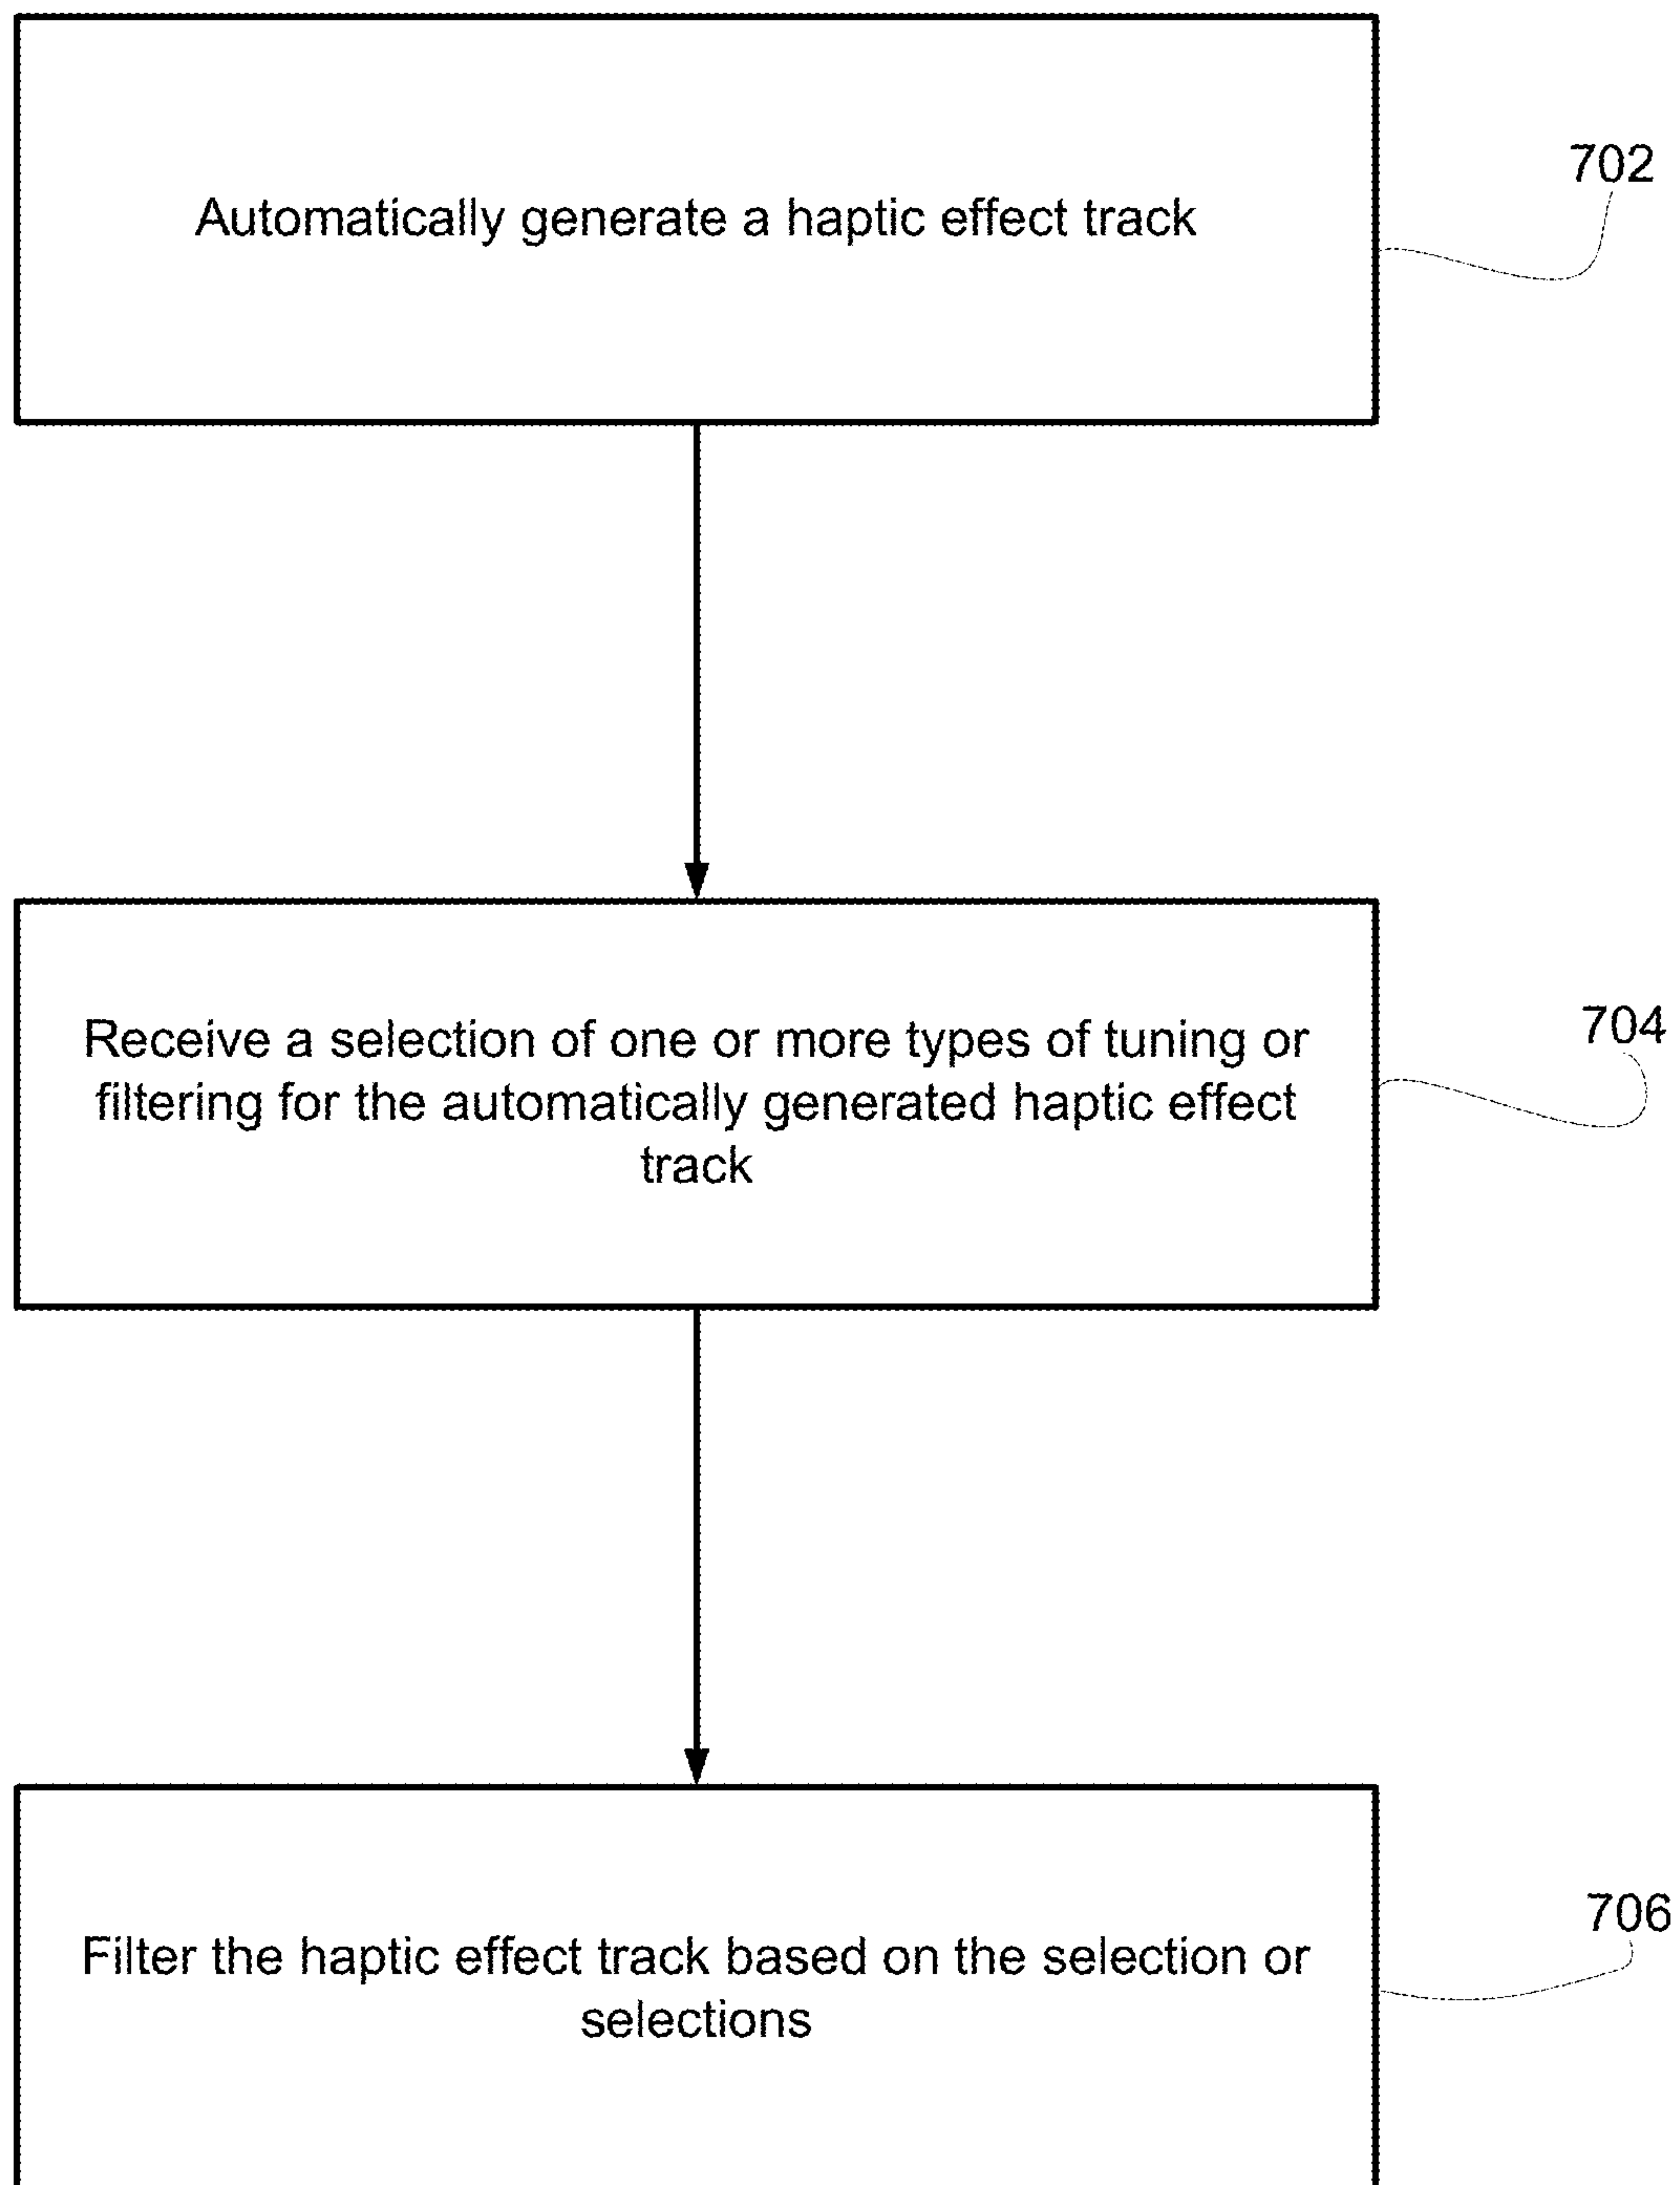 Automatically generate a haptic effect track
702
Receive a selection of one or more types of tuning or
filtering for the automatically generated haptic effect
track
704
Filter the haptic effect track based on the selection or
selections
706